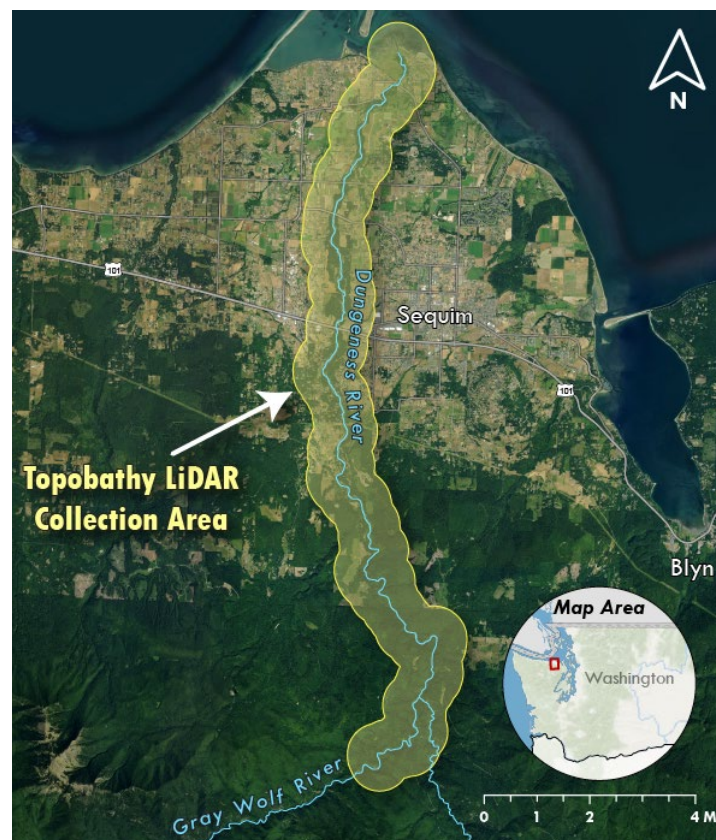 N
101
Dungeness River
Sequim
101
Topobathy LiDAR
Collection Area
Blyn
Map Area
Washington
Gray Wolf River
0 1 2 4 M